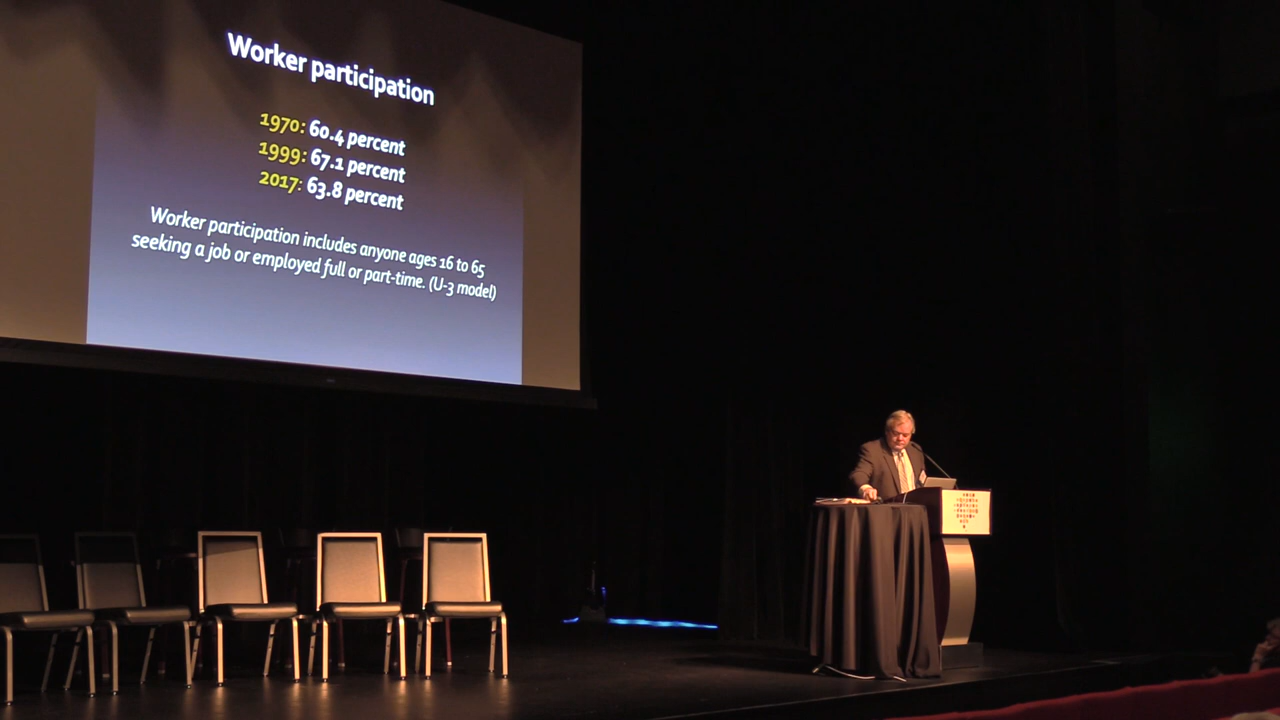 Worker participation
1970: 60.4 percent
1999: 67.1 percent
2017: 63.8 percent
Worker participation includes anyone ages 16 to 65
seeking a job or employed full or part-time. (U-3 model)